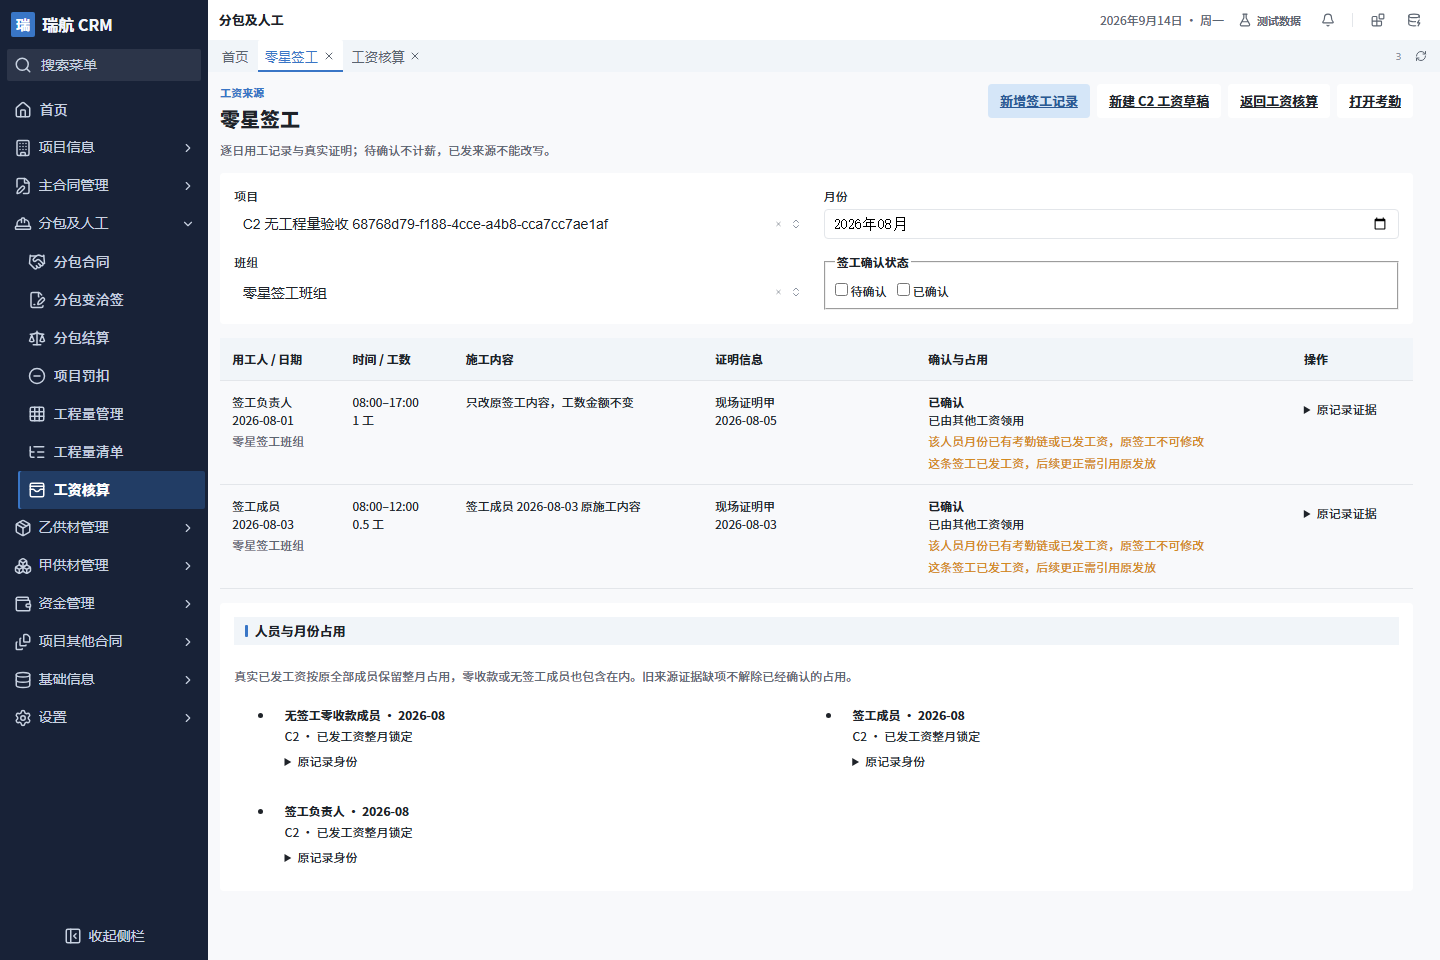 瑞 瑞航 CRM
搜索菜单
首页
项目信息
主合同管理
分包及人工
分包合同
分包变洽签
分包结算
项目罚扣
工程量管理
工程量清单
工资核算
乙供材管理
甲供材管理
资金管理
项目其他合同
基础信息
设置
收起侧栏
分包及人工
2026年9月14日 · 周一 测试数据
首页 零星签工 × 工资核算 × 3
工资来源
零星签工
逐日用工记录与真实证明；待确认不计薪，已发来源不能改写。
新增签工记录 新建 C2 工资草稿 返回工资核算 打开考勤
项目
C2 无工程量验收 68768d79-f188-4cce-a4b8-cca7cc7ae1af ×
月份
2026年08月
班组
零星签工班组 ×
签工确认状态
待确认 已确认
用工人 / 日期 时间 / 工数 施工内容 证明信息 确认与占用 操作
签工负责人 08:00–17:00 只改原签工内容，工数金额不变 现场证明甲 已确认 原记录证据
2026-08-01 1 工 2026-08-05 已由其他工资领用
零星签工班组 该人员月份已有考勤链或已发工资，原签工不可修改
这条签工已发工资，后续更正需引用原发放
签工成员 08:00–12:00 签工成员 2026-08-03 原施工内容 现场证明甲 已确认 原记录证据
2026-08-03 0.5 工 2026-08-03 已由其他工资领用
零星签工班组 该人员月份已有考勤链或已发工资，原签工不可修改
这条签工已发工资，后续更正需引用原发放
人员与月份占用
真实已发工资按原全部成员保留整月占用，零收款或无签工成员也包含在内。旧来源证据缺项不解除已经确认的占用。
无签工零收款成员 · 2026-08
C2 · 已发工资整月锁定
原记录身份
签工成员 · 2026-08
C2 · 已发工资整月锁定
原记录身份
签工负责人 · 2026-08
C2 · 已发工资整月锁定
原记录身份